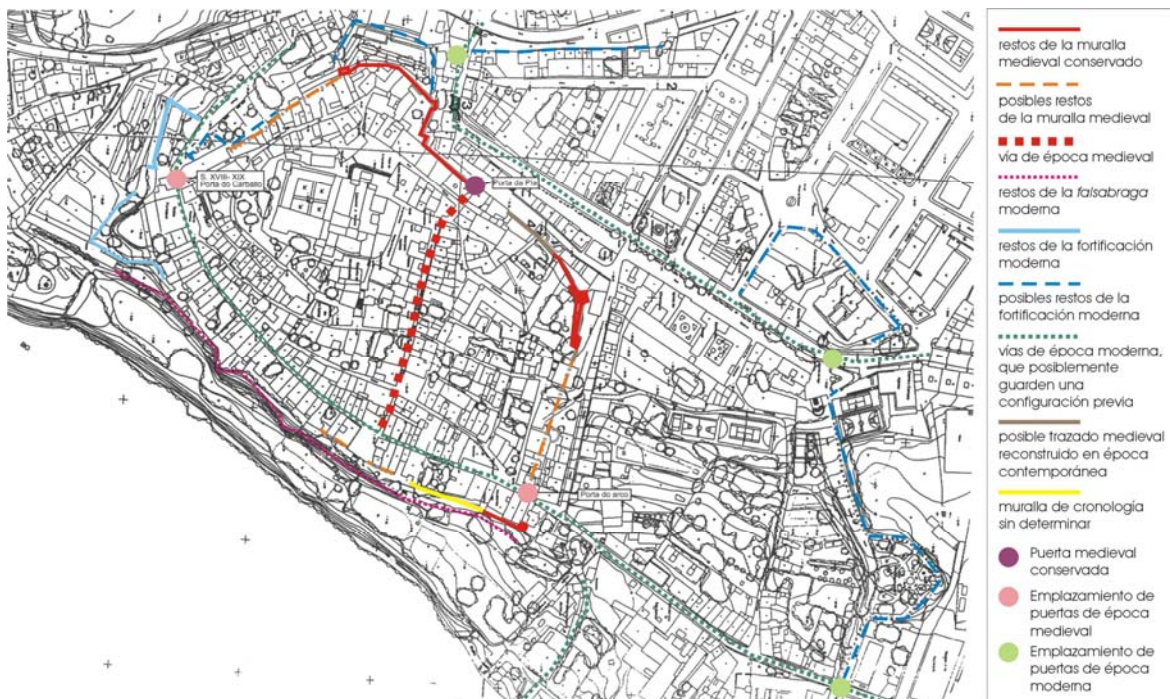 S. XVIII- XIX
Porta do Carballo
Porta da Pía
Porta do arco
restos de la muralla
medieval conservado
posibles restos
de la muralla medieval
vía de época medieval
restos de la falsabraga
moderna
restos de la fortificación
moderna
posibles restos de la
fortificación moderna
vías de época moderna,
que posiblemente
guarden una
configuración previa
posible trazado medieval
reconstruido en época
contemporánea
muralla de cronología
sin determinar
Puerta medieval
conservada
Emplazamiento de
puertas de época
medieval
Emplazamiento de
puertas de época
moderna